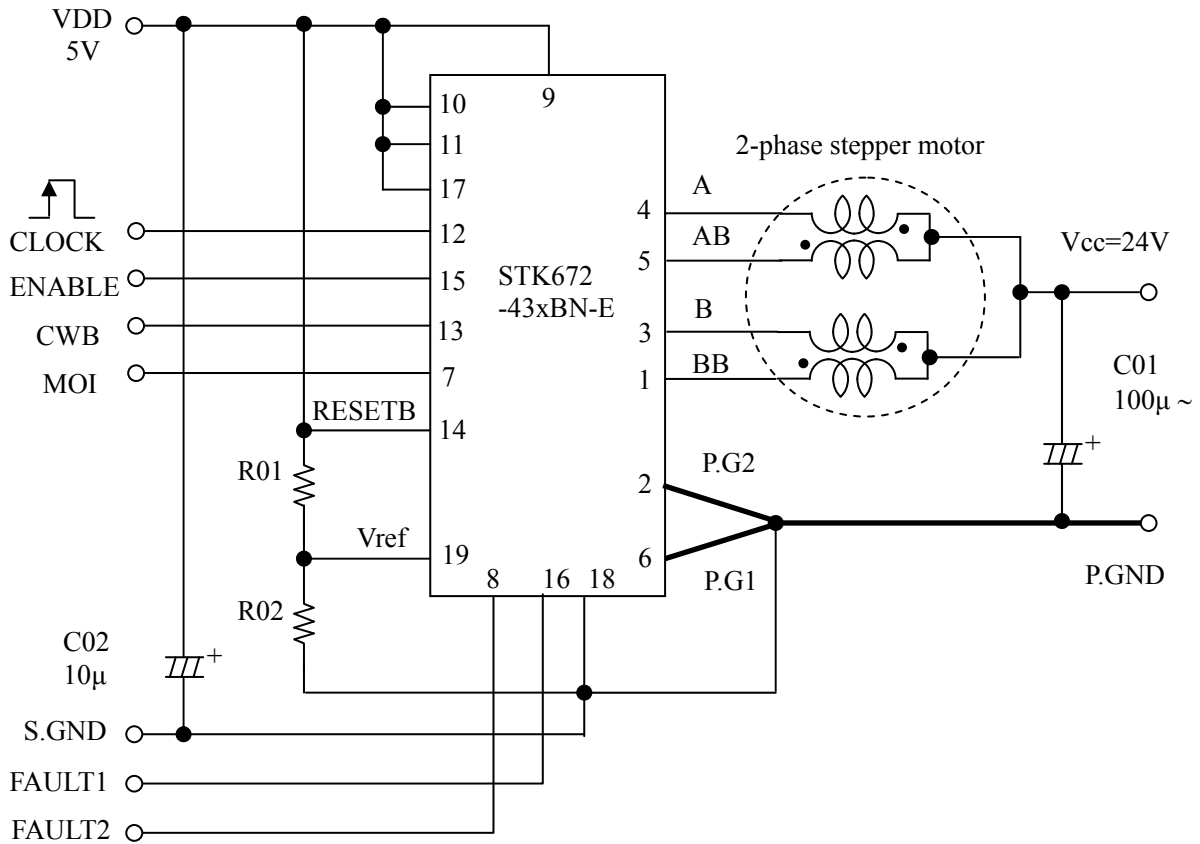 VDD
5V
9
10
11
17
CLOCK
12
ENABLE
15
CWB
13
MOI
7
RESETB
14
R01
Vref
19
R02
8
16
18
STK672
-43xBN-E
2-phase stepper motor
A
4
AB
5
B
3
BB
1
Vcc=24V
C01
100µ ~
+
P.G2
2
6
P.G1
P.GND
C02
10µ
+
S.GND
FAULT1
FAULT2